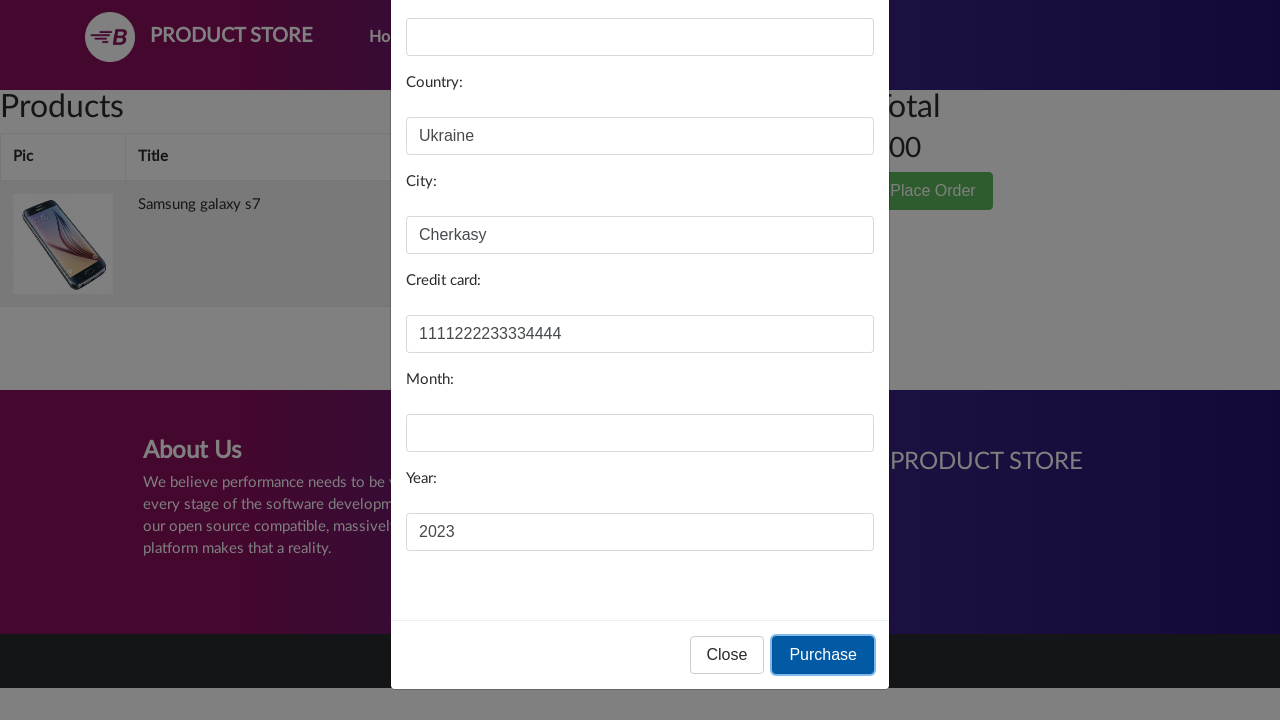 PRODUCT STORE
Ho
Products
Pic
Title
Samsung galaxy s7
Country:
Ukraine
City:
Cherkasy
Credit card:
1111222233334444
Month:
Year:
2023
Close
Purchase
otal
00
Place Order
About Us
We believe performance needs to be
every stage of the software developm
our open source compatible, massivel
platform makes that a reality.
PRODUCT STORE